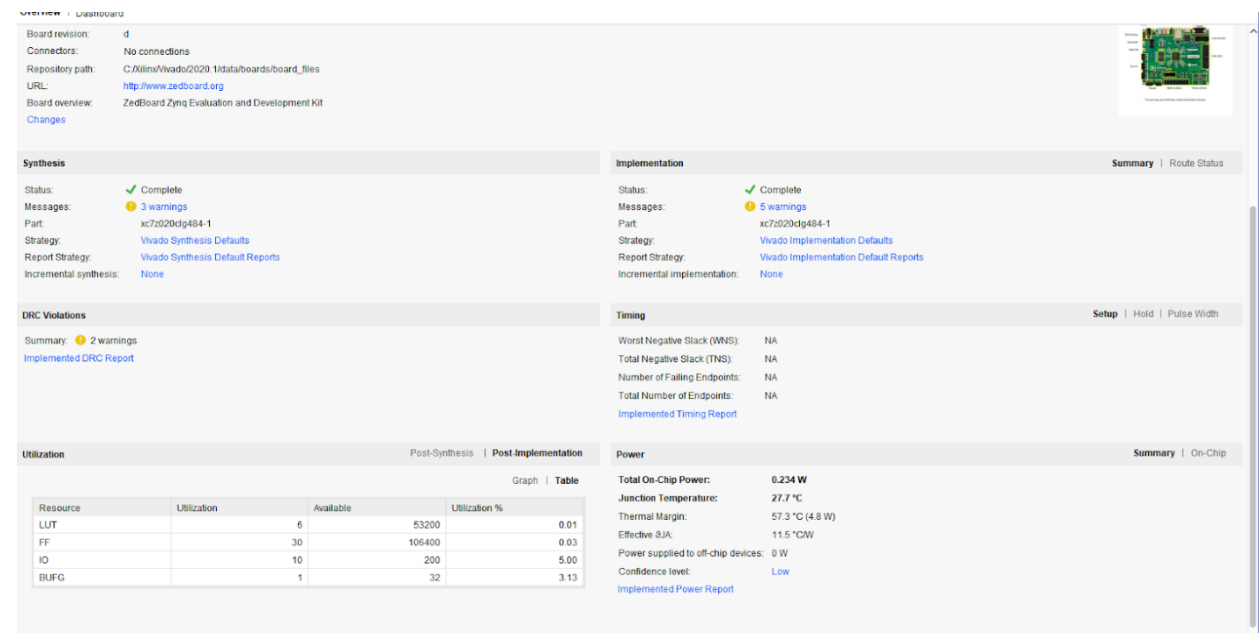 Overview | Dashboard
Board revision: d
Connectors: No connections
Repository path: C:/Xilinx/Vivado/2020.1/data/boards/board_files
URL: http://www.zedboard.org
Board overview: ZedBoard Zynq Evaluation and Development Kit
Changes
Synthesis
Status: Complete
Messages: 3 warnings
Part: xc7z020clg484-1
Strategy: Vivado Synthesis Defaults
Report Strategy: Vivado Synthesis Default Reports
Incremental synthesis: None
Implementation Summary | Route Status
Status: Complete
Messages: 5 warnings
Part: xc7z020clg484-1
Strategy: Vivado Implementation Defaults
Report Strategy: Vivado Implementation Default Reports
Incremental implementation: None
DRC Violations
Summary: 2 warnings
Implemented DRC Report
Timing Setup | Hold | Pulse Width
Worst Negative Slack (WNS): NA
Total Negative Slack (TNS): NA
Number of Failing Endpoints: NA
Total Number of Endpoints: NA
Implemented Timing Report
Utilization Post-Synthesis | Post-Implementation
Graph | Table
Resource Utilization Available Utilization %
LUT 6 53200 0.01
FF 30 106400 0.03
IO 10 200 5.00
BUFG 1 32 3.13
Power Summary | On-Chip
Total On-Chip Power: 0.234 W
Junction Temperature: 27.7 °C
Thermal Margin: 57.3 °C (4.8 W)
Effective ϑJA: 11.5 °C/W
Power supplied to off-chip devices: 0 W
Confidence level: Low
Implemented Power Report